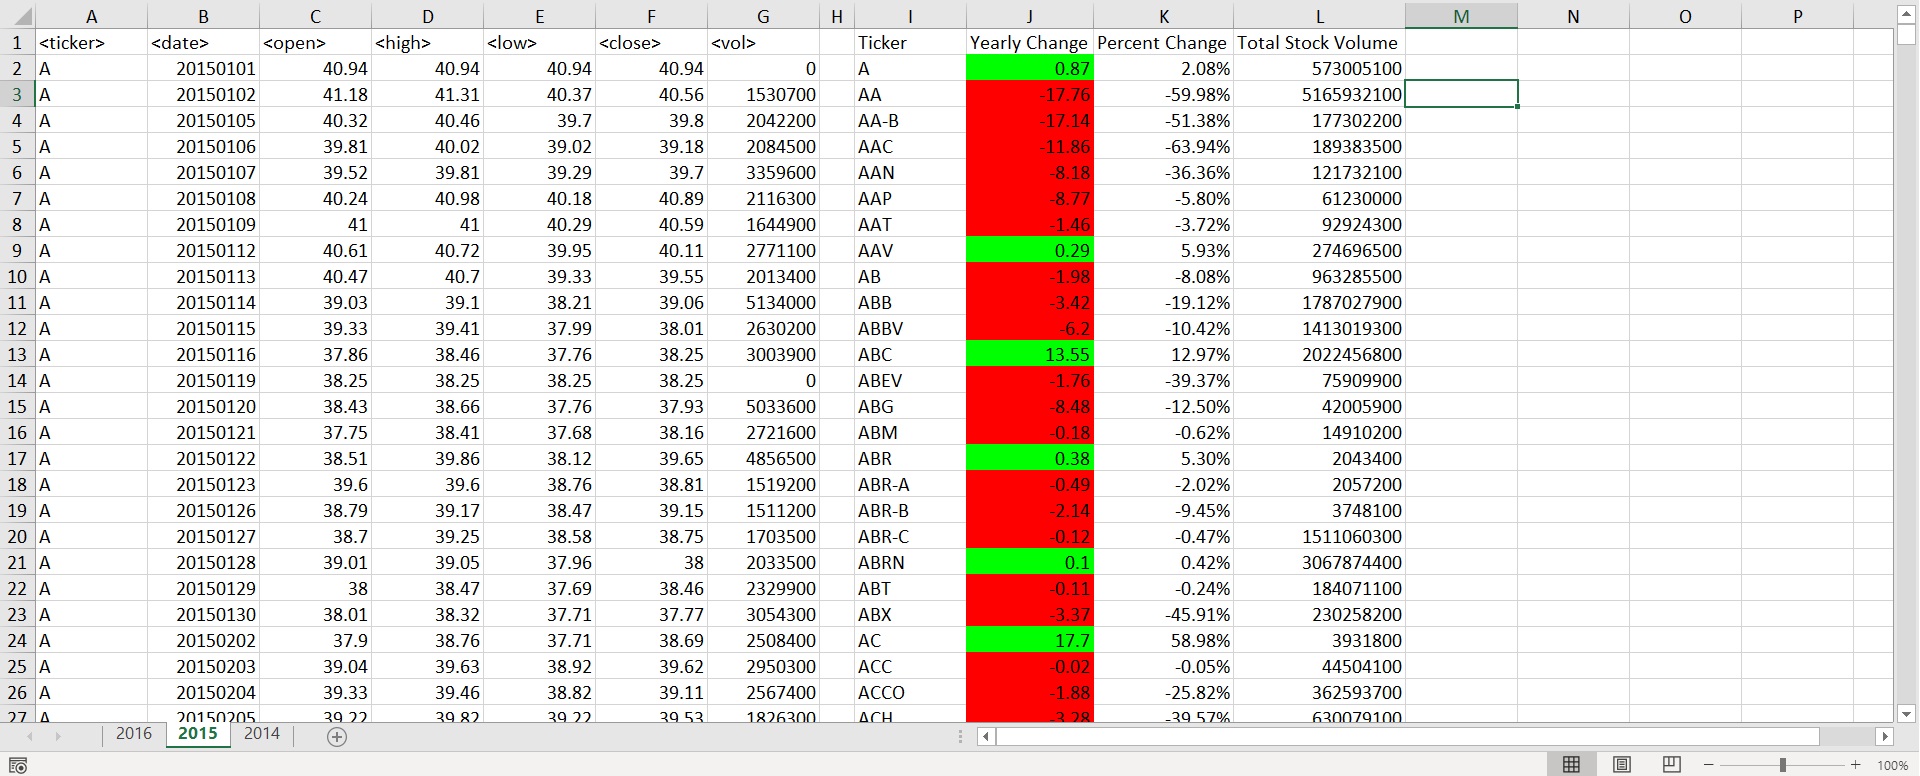 A B C D E F G H I J K L M N O P
1 <ticker> <date> <open> <high> <low> <close> <vol> Ticker Yearly Change Percent Change Total Stock Volume
2 A 20150101 40.94 40.94 40.94 40.94 0 A 0.87 2.08% 573005100
3 A 20150102 41.18 41.31 40.37 40.56 1530700 AA -17.76 -59.98% 5165932100
4 A 20150105 40.32 40.46 39.7 39.8 2042200 AA-B -17.14 -51.38% 177302200
5 A 20150106 39.81 40.02 39.02 39.18 2084500 AAC -11.86 -63.94% 189383500
6 A 20150107 39.52 39.81 39.29 39.7 3359600 AAN -8.18 -36.36% 121732100
7 A 20150108 40.24 40.98 40.18 40.89 2116300 AAP -8.77 -5.80% 61230000
8 A 20150109 41 41 40.29 40.59 1644900 AAT -1.46 -3.72% 92924300
9 A 20150112 40.61 40.72 39.95 40.11 2771100 AAV 0.29 5.93% 274696500
10 A 20150113 40.47 40.7 39.33 39.55 2013400 AB -1.98 -8.08% 963285500
11 A 20150114 39.03 39.1 38.21 39.06 5134000 ABB -3.42 -19.12% 1787027900
12 A 20150115 39.33 39.41 37.99 38.01 2630200 ABBV -6.2 -10.42% 1413019300
13 A 20150116 37.86 38.46 37.76 38.25 3003900 ABC 13.55 12.97% 2022456800
14 A 20150119 38.25 38.25 38.25 38.25 0 ABEV -1.76 -39.37% 75909900
15 A 20150120 38.43 38.66 37.76 37.93 5033600 ABG -8.48 -12.50% 42005900
16 A 20150121 37.75 38.41 37.68 38.16 2721600 ABM -0.18 -0.62% 14910200
17 A 20150122 38.51 39.86 38.12 39.65 4856500 ABR 0.38 5.30% 2043400
18 A 20150123 39.6 39.6 38.76 38.81 1519200 ABR-A -0.49 -2.02% 2057200
19 A 20150126 38.79 39.17 38.47 39.15 1511200 ABR-B -2.14 -9.45% 3748100
20 A 20150127 38.7 39.25 38.58 38.75 1703500 ABR-C -0.12 -0.47% 1511060300
21 A 20150128 39.01 39.05 37.96 38 2033500 ABRN 0.1 0.42% 3067874400
22 A 20150129 38 38.47 37.69 38.46 2329900 ABT -0.11 -0.24% 184071100
23 A 20150130 38.01 38.32 37.71 37.77 3054300 ABX -3.37 -45.91% 230258200
24 A 20150202 37.9 38.76 37.71 38.69 2508400 AC 17.7 58.98% 3931800
25 A 20150203 39.04 39.63 38.92 39.62 2950300 ACC -0.02 -0.05% 44504100
26 A 20150204 39.33 39.46 38.82 39.11 2567400 ACCO -1.88 -25.82% 362593700
27 A 20150205 39.22 39.82 39.22 39.53 1826300 ACH -3.28 -39.57% 630079100
2016 2015 2014
100%